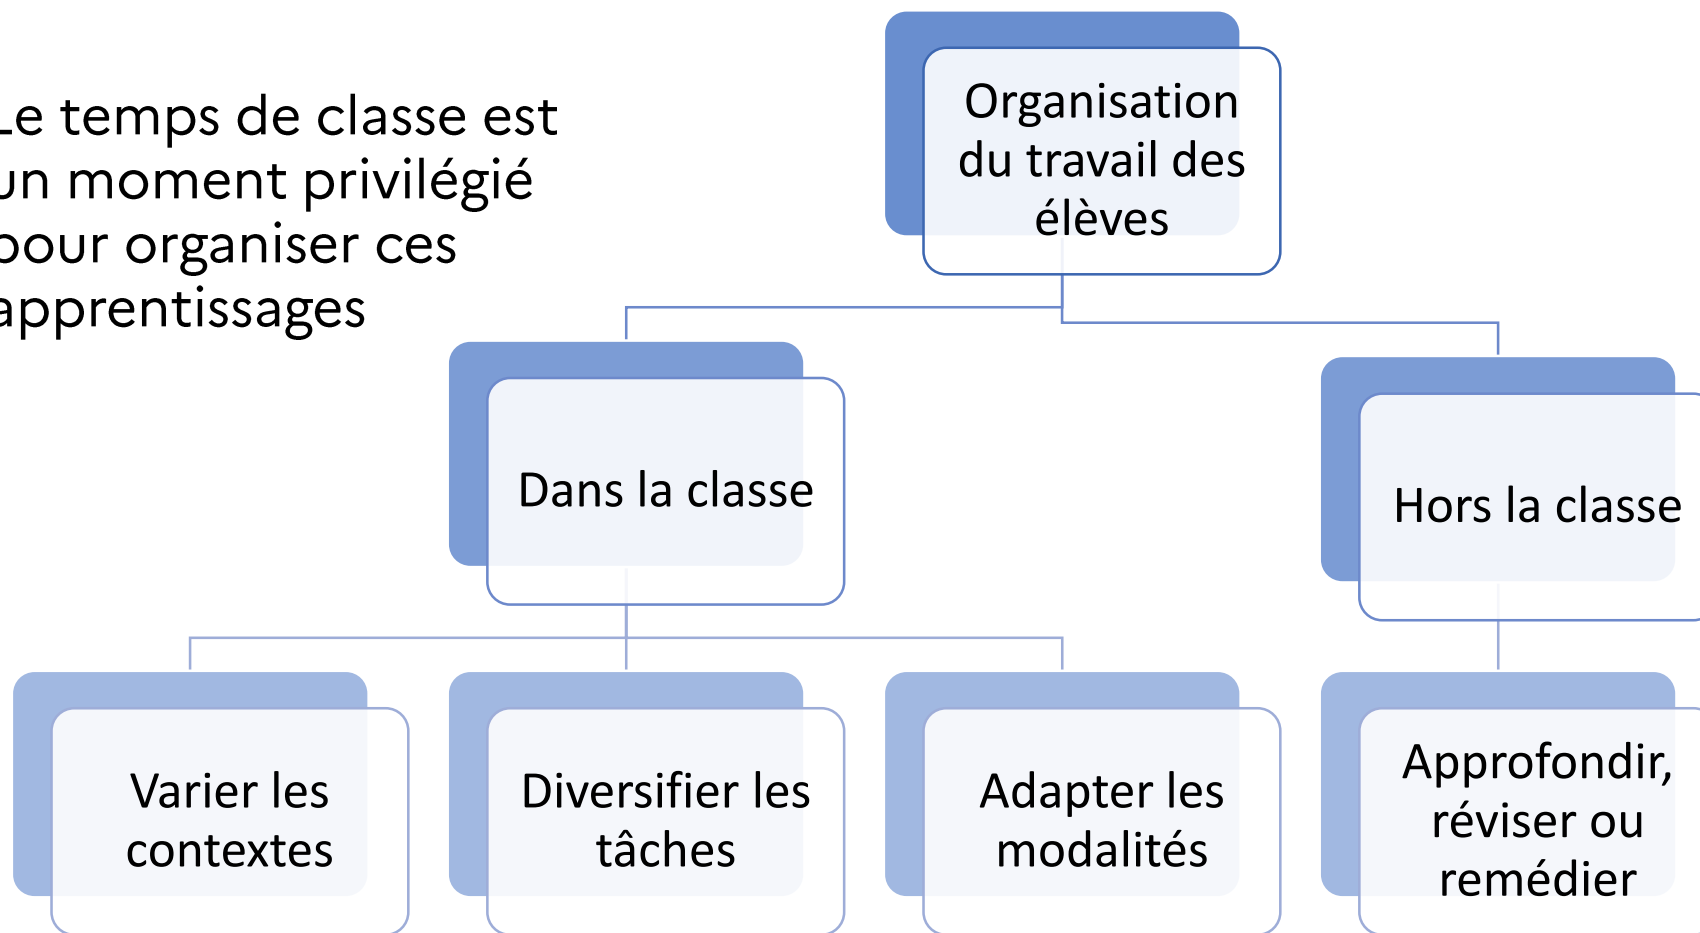 Le temps de classe est
un moment privilégié
pour organiser ces
apprentissages
Organisation
du travail des
élèves
Dans la classe
Hors la classe
Varier les
contextes
Diversifier les
tâches
Adapter les
modalités
Approfondir,
réviser ou
remédier